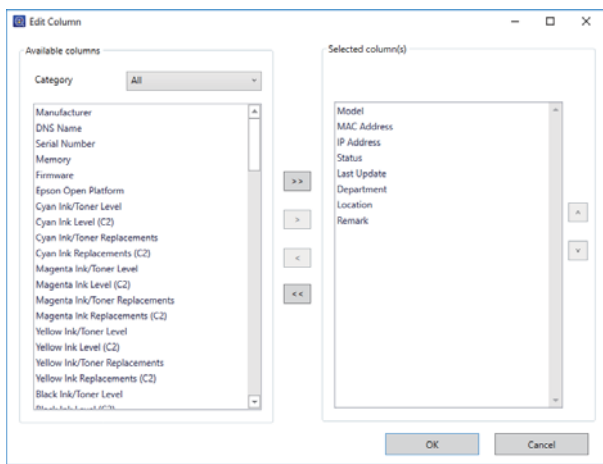 Edit Column
Available columns
Category
All
Manufacturer
DNS Name
Serial Number
Memory
Firmware
Epson Open Platform
Cyan Ink/Toner Level
Cyan Ink Level (C2)
Cyan Ink/Toner Replacements
Cyan Ink Replacements (C2)
Magenta Ink/Toner Level
Magenta Ink Level (C2)
Magenta Ink/Toner Replacements
Magenta Ink Replacements (C2)
Yellow Ink/Toner Level
Yellow Ink Level (C2)
Yellow Ink/Toner Replacements
Yellow Ink Replacements (C2)
Black Ink/Toner Level
Black Ink Level (C2)
>>
>
<
<<
Selected column(s)
Model
MAC Address
IP Address
Status
Last Update
Department
Location
Remark
OK
Cancel